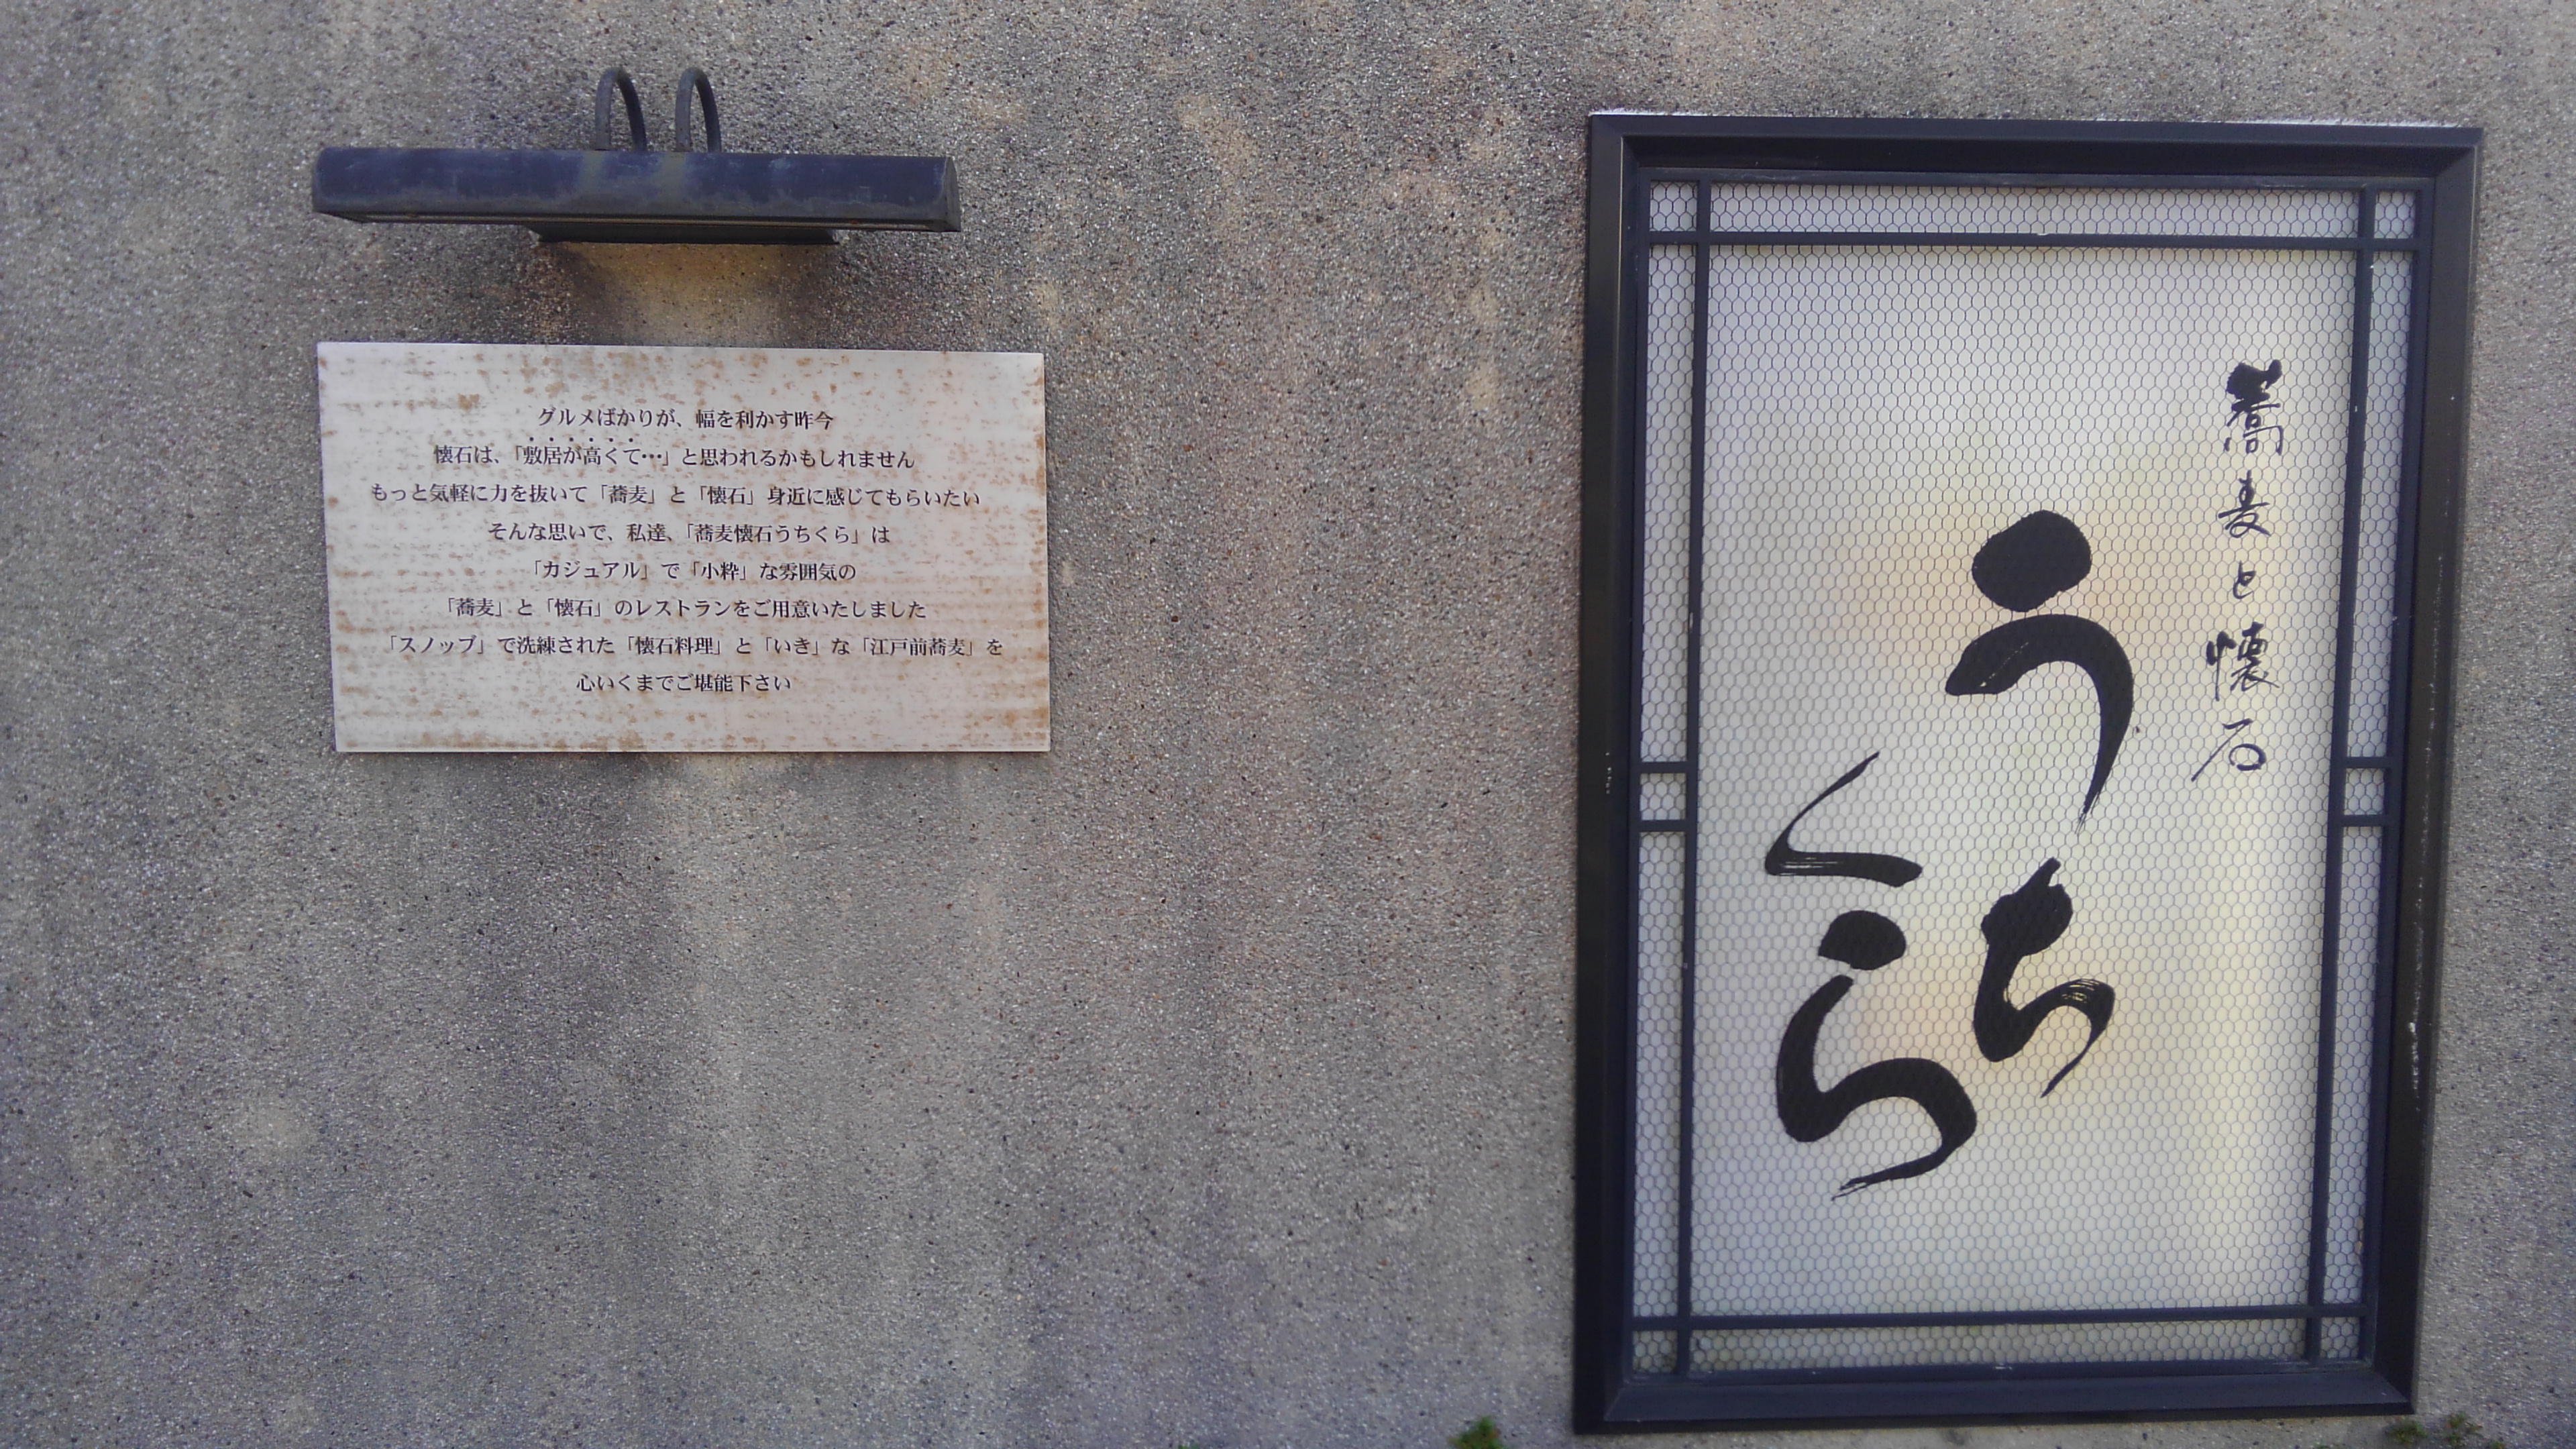 グルメばかりが、幅を利かす昨今
懐石は、「敷居が高くて…」と思われるかもしれません
もっと気軽に力を抜いて「蕎麦」と「懐石」身近に感じてもらいたい
そんな思いで、私達、「蕎麦懐石うちくら」は
「カジュアル」で「小粋」な雰囲気の
「蕎麦」と「懐石」のレストランをご用意いたしました
「スノッブ」で洗練された「懐石料理」と「いき」な「江戸前蕎麦」を
心いくまでご堪能下さい
蕎麦と懐石
うち
くら